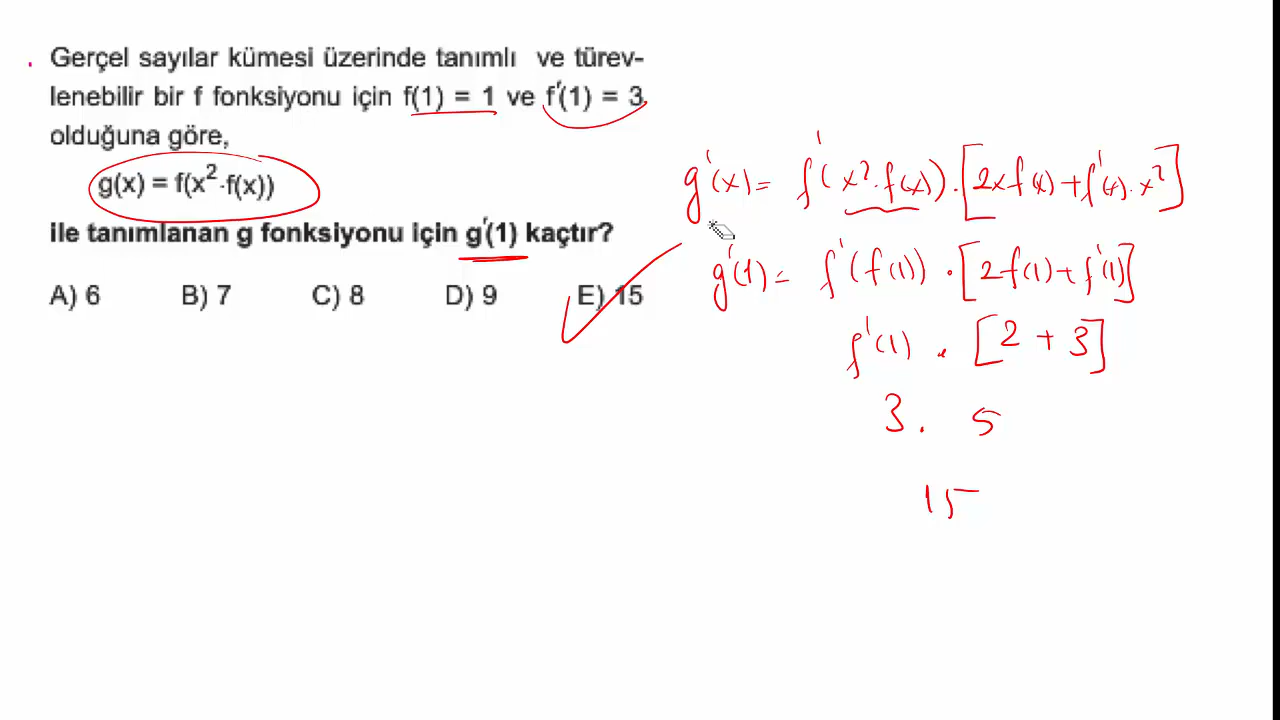 Gerçel sayılar kümesi üzerinde tanımlı ve türev-
lenebilir bir f fonksiyonu için f(1) = 1 ve f'(1) = 3
olduğuna göre,
g(x) = f(x²·f(x))
ile tanımlanan g fonksiyonu için g'(1) kaçtır?
A) 6 B) 7 C) 8 D) 9 E) 15
g'(x) = f'(x²·f(x)) · [2xf(x) + f'(x)·x²]
g'(1) = f'(f(1)) · [2f(1) + f'(1)]
f'(1) · [2 + 3]
3 . 5
15